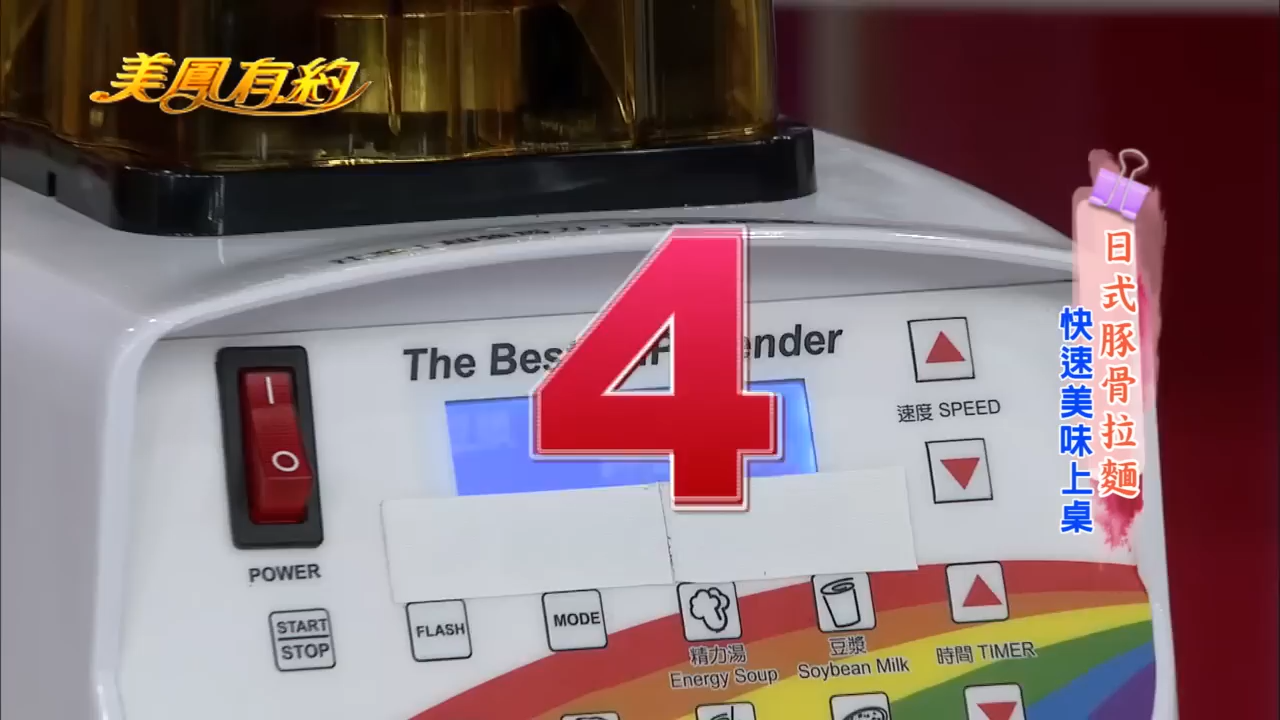 美鳳有約
4
The Bes
ender
速度 SPEED
POWER
START
STOP
FLASH
MODE
精力湯
Energy Soup
豆漿
Soybean Milk
時間 TIMER
日式豚骨拉麵
快速美味上桌